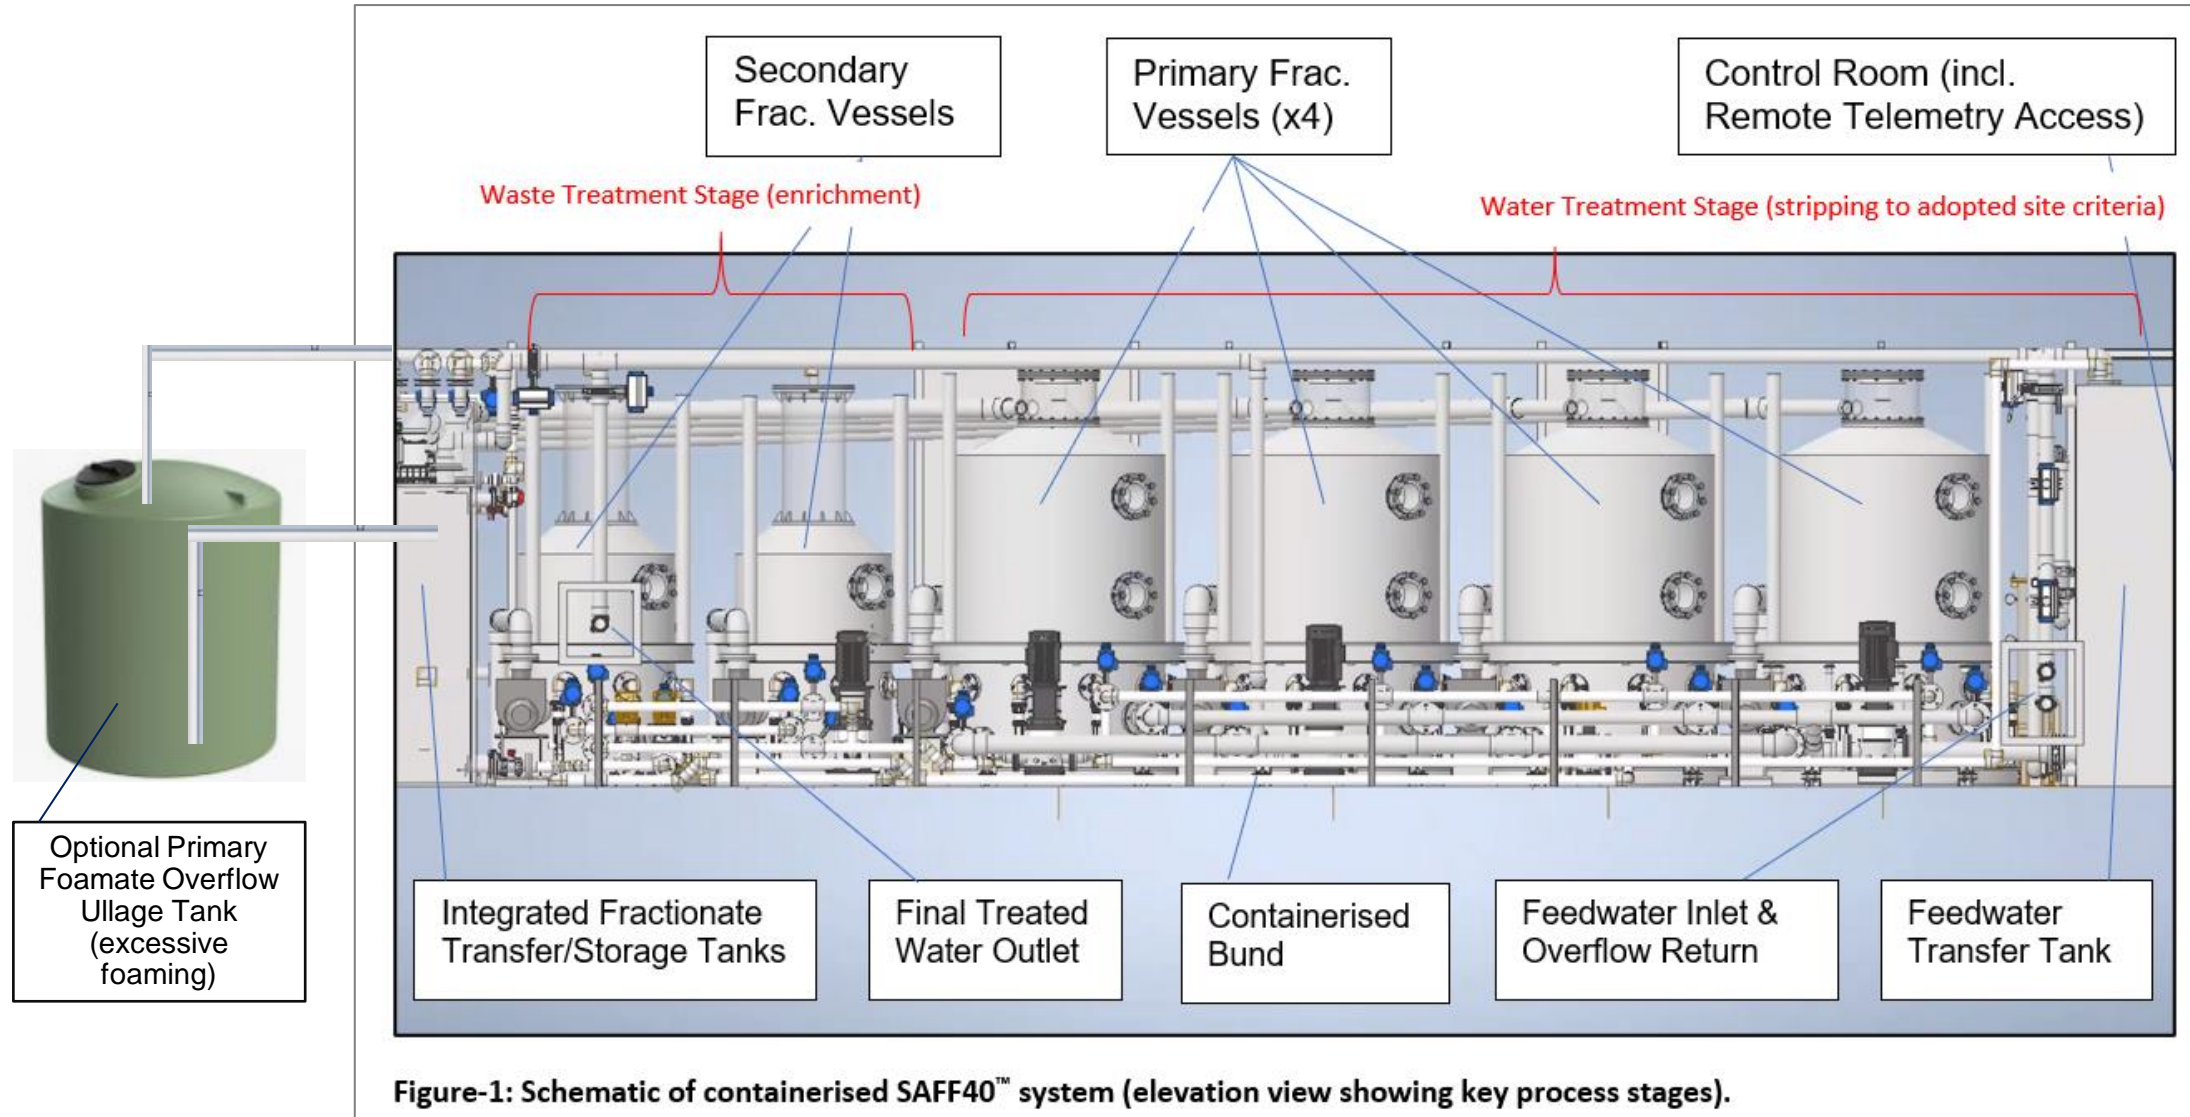 Secondary
Frac. Vessels
Primary Frac.
Vessels (x4)
Control Room (incl.
Remote Telemetry Access)
Waste Treatment Stage (enrichment)
Water Treatment Stage (stripping to adopted site criteria)
Optional Primary
Foamate Overflow
Ullage Tank
(excessive
foaming)
Integrated Fractionate
Transfer/Storage Tanks
Final Treated
Water Outlet
Containerised
Bund
Feedwater Inlet &
Overflow Return
Feedwater
Transfer Tank
Figure-1: Schematic of containerised SAFF40™ system (elevation view showing key process stages).